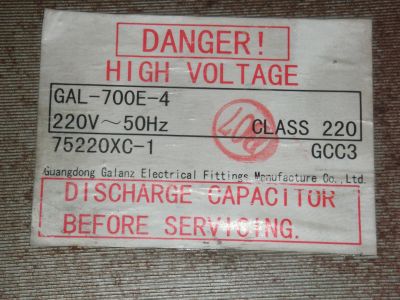 DANGER!
HIGH VOLTAGE
GAL-700E-4
220V~50Hz CLASS 220
75220XC-1 GCC3
Guangdong Galanz Electrical Fittings Manufacture Co., Ltd.
DISCHARGE CAPACITOR
BEFORE SERVICING.